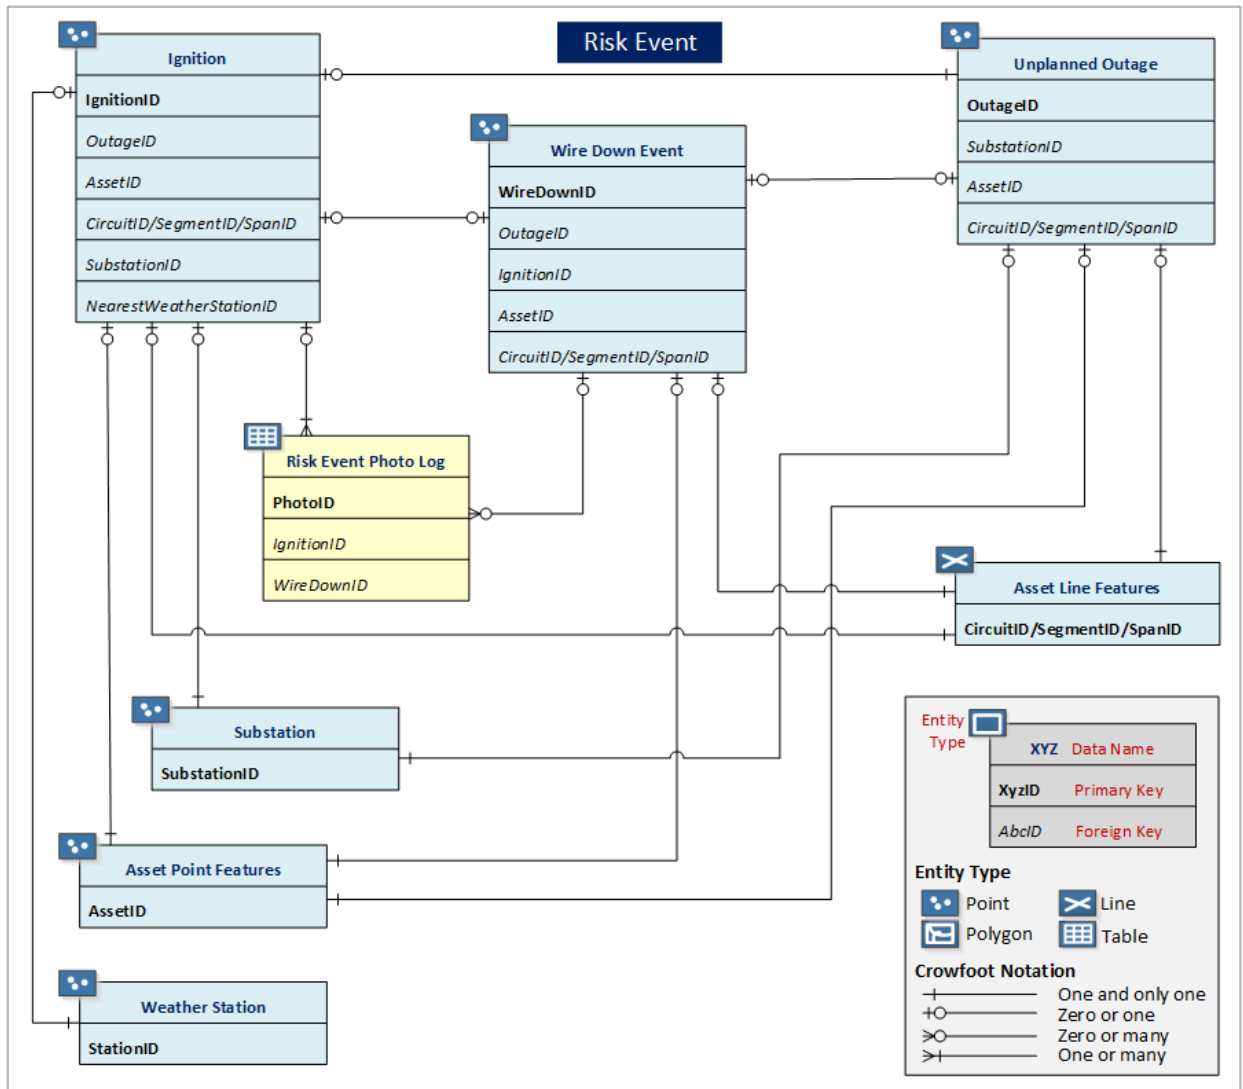 Risk Event
Ignition
IgnitionID
OutageID
AssetID
CircuitID/SegmentID/SpanID
SubstationID
NearestWeatherStationID
Wire Down Event
WireDownID
OutageID
IgnitionID
AssetID
CircuitID/SegmentID/SpanID
Unplanned Outage
OutageID
SubstationID
AssetID
CircuitID/SegmentID/SpanID
Risk Event Photo Log
PhotoID
IgnitionID
WireDownID
Asset Line Features
CircuitID/SegmentID/SpanID
Substation
SubstationID
Asset Point Features
AssetID
Weather Station
StationID
Entity
Type
XYZ Data Name
XyzID Primary Key
AbcID Foreign Key
Entity Type
Point
Line
Polygon
Table
Crowfoot Notation
One and only one
Zero or one
Zero or many
One or many